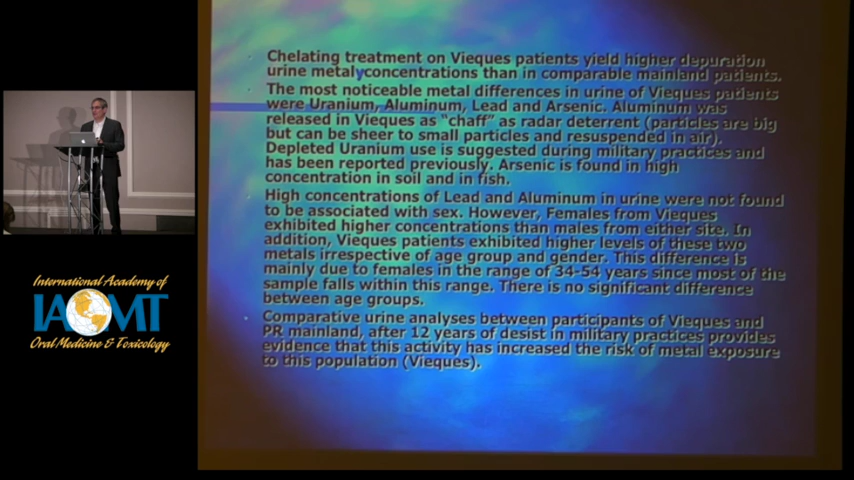 Chelating treatment on Vieques patients yield higher depuration
urine metal concentrations than in comparable mainland patients.
The most noticeable metal differences in urine of Vieques patients
were Uranium, Aluminum, Lead and Arsenic. Aluminum was
released in Vieques as “chaff” as radar deterrent (particles are big
but can be sheer to small particles and resuspended in air).
Depleted Uranium use is suggested during military practices and
has been reported previously. Arsenic is found in high
concentration in soil and in fish.
High concentrations of Lead and Aluminum in urine were not found
to be associated with sex. However, Females from Vieques
exhibited higher concentrations than males from either site. In
addition, Vieques patients exhibited higher levels of these two
metals irrespective of age group and gender. This difference is
mainly due to females in the range of 34-54 years since most of the
sample falls within this range. There is no significant difference
between age groups.
Comparative urine analyses between participants of Vieques and
PR mainland, after 12 years of desist in military practices provides
evidence that this activity has increased the risk of metal exposure
to this population (Vieques).
International Academy of
IAOMT
Oral Medicine & Toxicology